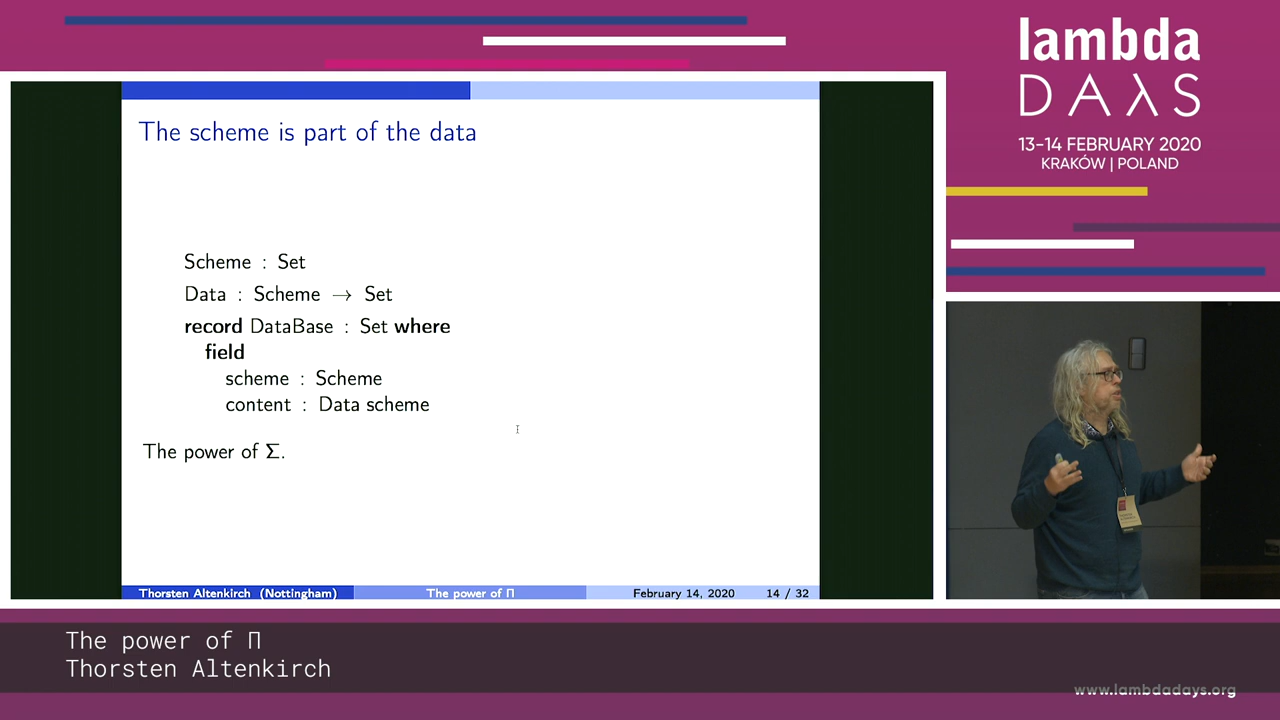 lambda
DAλS
13-14 FEBRUARY 2020
KRAKÓW | POLAND
The scheme is part of the data
Scheme : Set
Data : Scheme → Set
record DataBase : Set where
field
scheme : Scheme
content : Data scheme
The power of Σ.
Thorsten Altenkirch (Nottingham)
The power of Π
February 14, 2020
14 / 32
The power of Π
Thorsten Altenkirch
www.lambdadays.org